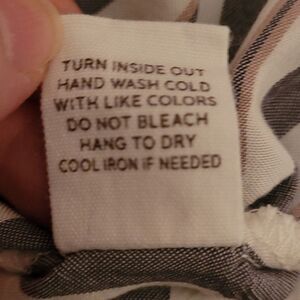 TURN INSIDE OUT
HAND WASH COLD
WITH LIKE COLORS
DO NOT BLEACH
HANG TO DRY
COOL IRON IF NEEDED